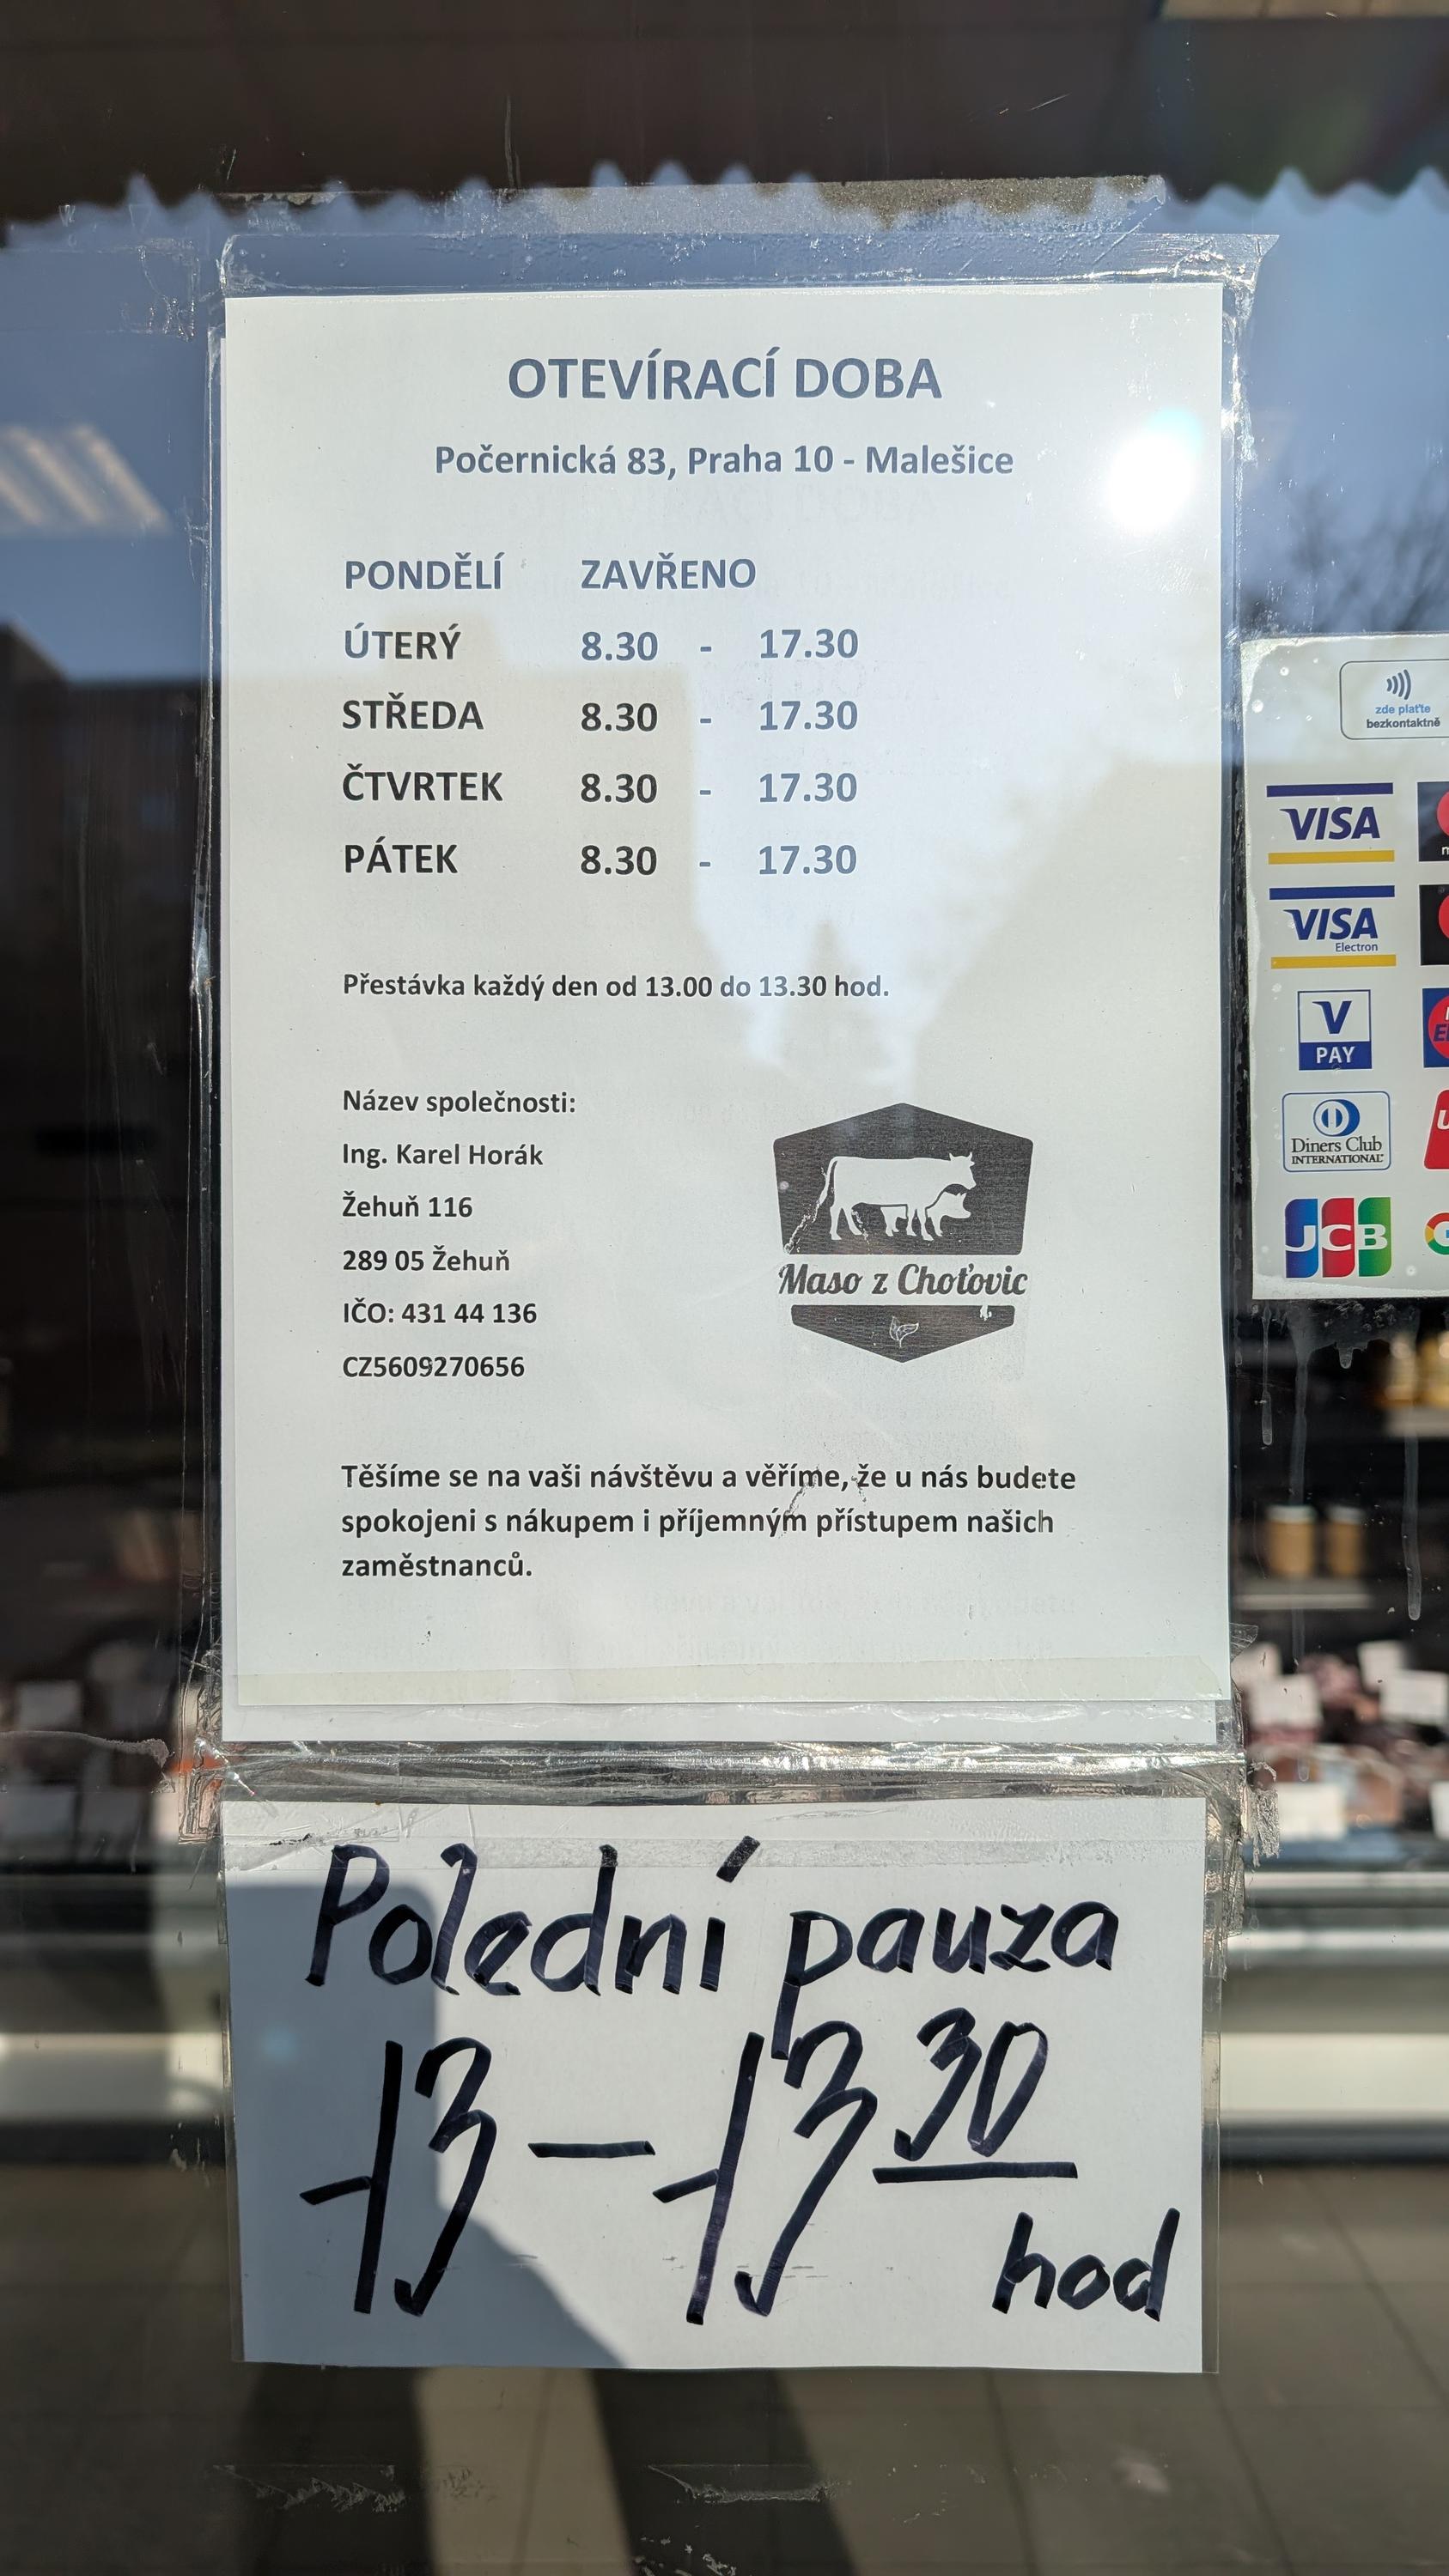 OTEVÍRACÍ DOBA
Počernická 83, Praha 10 - Malešice
PONDĚLÍ ZAVŘENO
ÚTERÝ 8.30 - 17.30
STŘEDA 8.30 - 17.30
ČTVRTEK 8.30 - 17.30
PÁTEK 8.30 - 17.30
Přestávka každý den od 13.00 do 13.30 hod.
Název společnosti:
Ing. Karel Horák
Žehuň 116
289 05 Žehuň
IČO: 431 44 136
CZ5609270656
Maso z Choťovic
Těšíme se na vaši návštěvu a věříme, že u nás budete
spokojeni s nákupem i příjemným přístupem našich
zaměstnanců.
Polední pauza
13 - 13 30
hod
zde plaťte
bezkontaktně
VISA
VISA
Electron
V
PAY
Diners Club
INTERNATIONAL
JCB